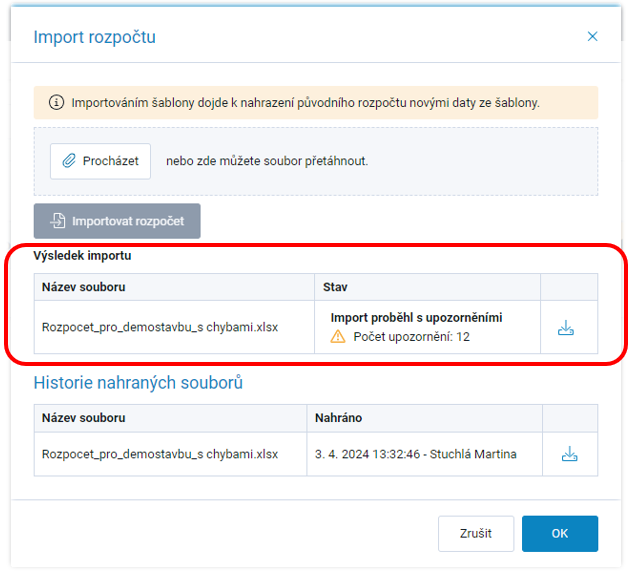 Import rozpočtu
Importováním šablony dojde k nahrazení původního rozpočtu novými daty ze šablony.
Procházet nebo zde můžete soubor přetáhnout.
Importovat rozpočet
Výsledek importu
Název souboru Stav
Rozpocet_pro_demostavbu_s chybami.xlsx
Import proběhl s upozorněními
Počet upozornění: 12
Historie nahraných souborů
Název souboru Nahráno
Rozpocet_pro_demostavbu_s chybami.xlsx 3. 4. 2024 13:32:46 - Stuchlá Martina
Zrušit OK